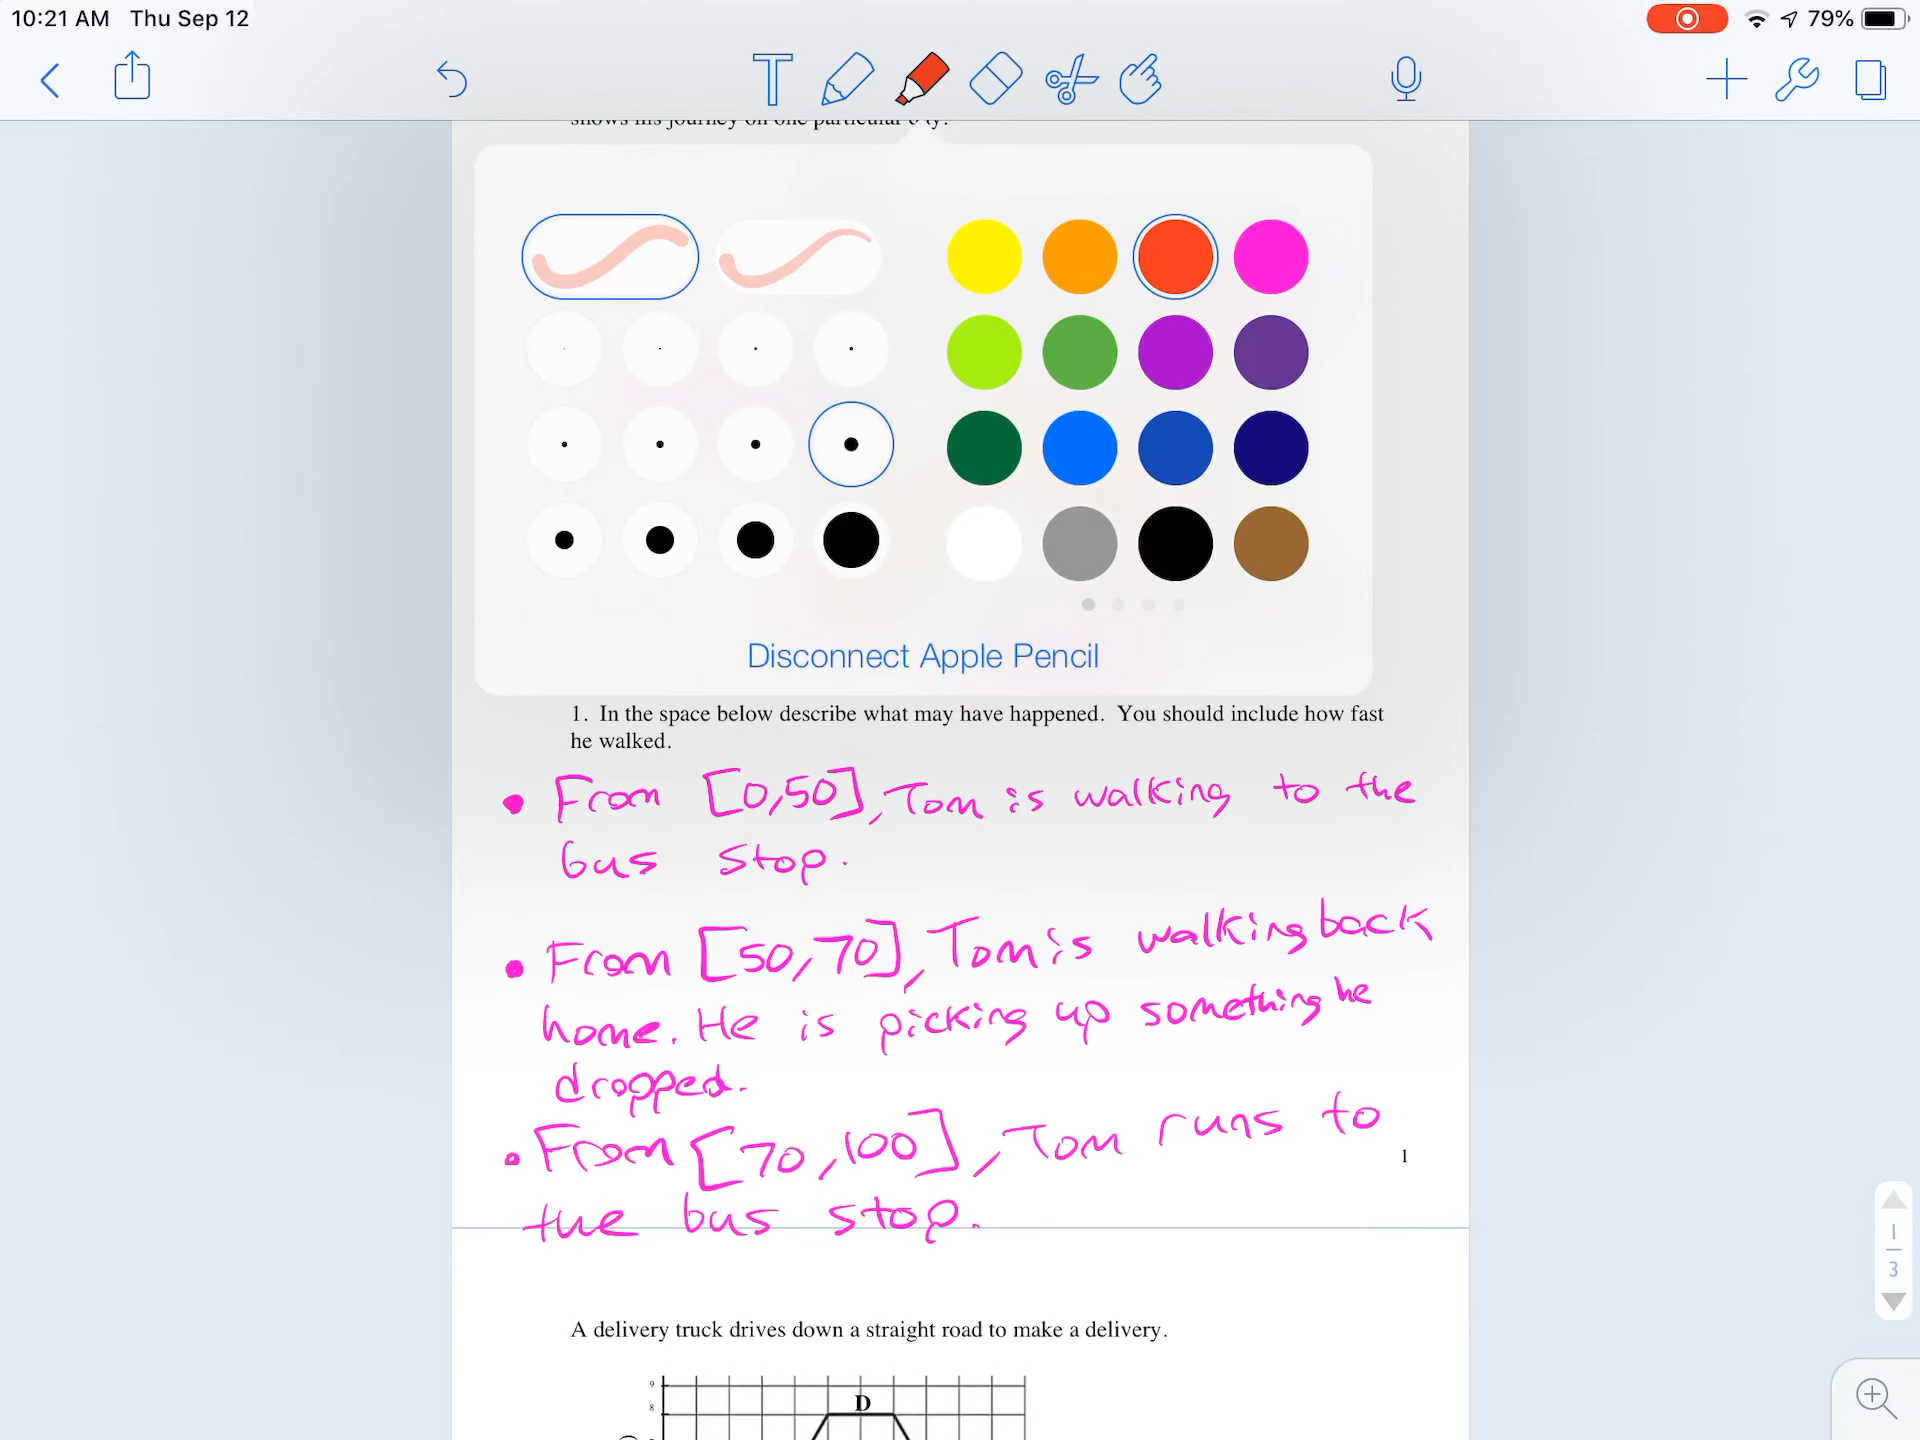 10:21 AM Thu Sep 12
79%
T
shows his journey on one particular
Disconnect Apple Pencil
1. In the space below describe what may have happened. You should include how fast
he walked.
• From [0,50], Tom is walking to the
bus stop.
• From [50,70], Tom is walking back
home. He is picking up something he
dropped.
• From [70,100], Tom runs to
1
the bus stop.
1
3
A delivery truck drives down a straight road to make a delivery.
9
D
8